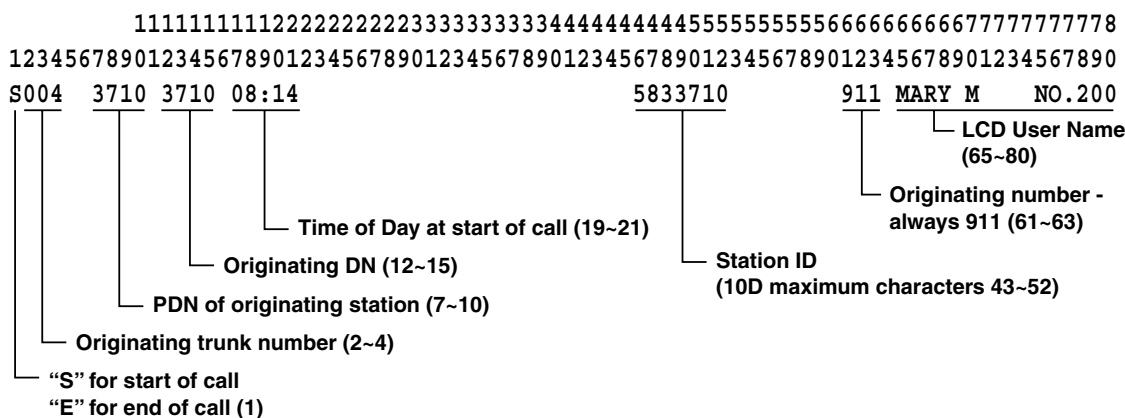 11111111112222222222333333333344444444445555555555666666666677777777778
12345678901234567890123456789012345678901234567890123456789012345678901234567890
S004 3710 3710 08:14 5833710 911 MARY M NO.200
LCD User Name
(65~80)
Originating number -
always 911 (61~63)
Time of Day at start of call (19~21)
Station ID
(10D maximum characters 43~52)
Originating DN (12~15)
PDN of originating station (7~10)
Originating trunk number (2~4)
“S” for start of call
“E” for end of call (1)